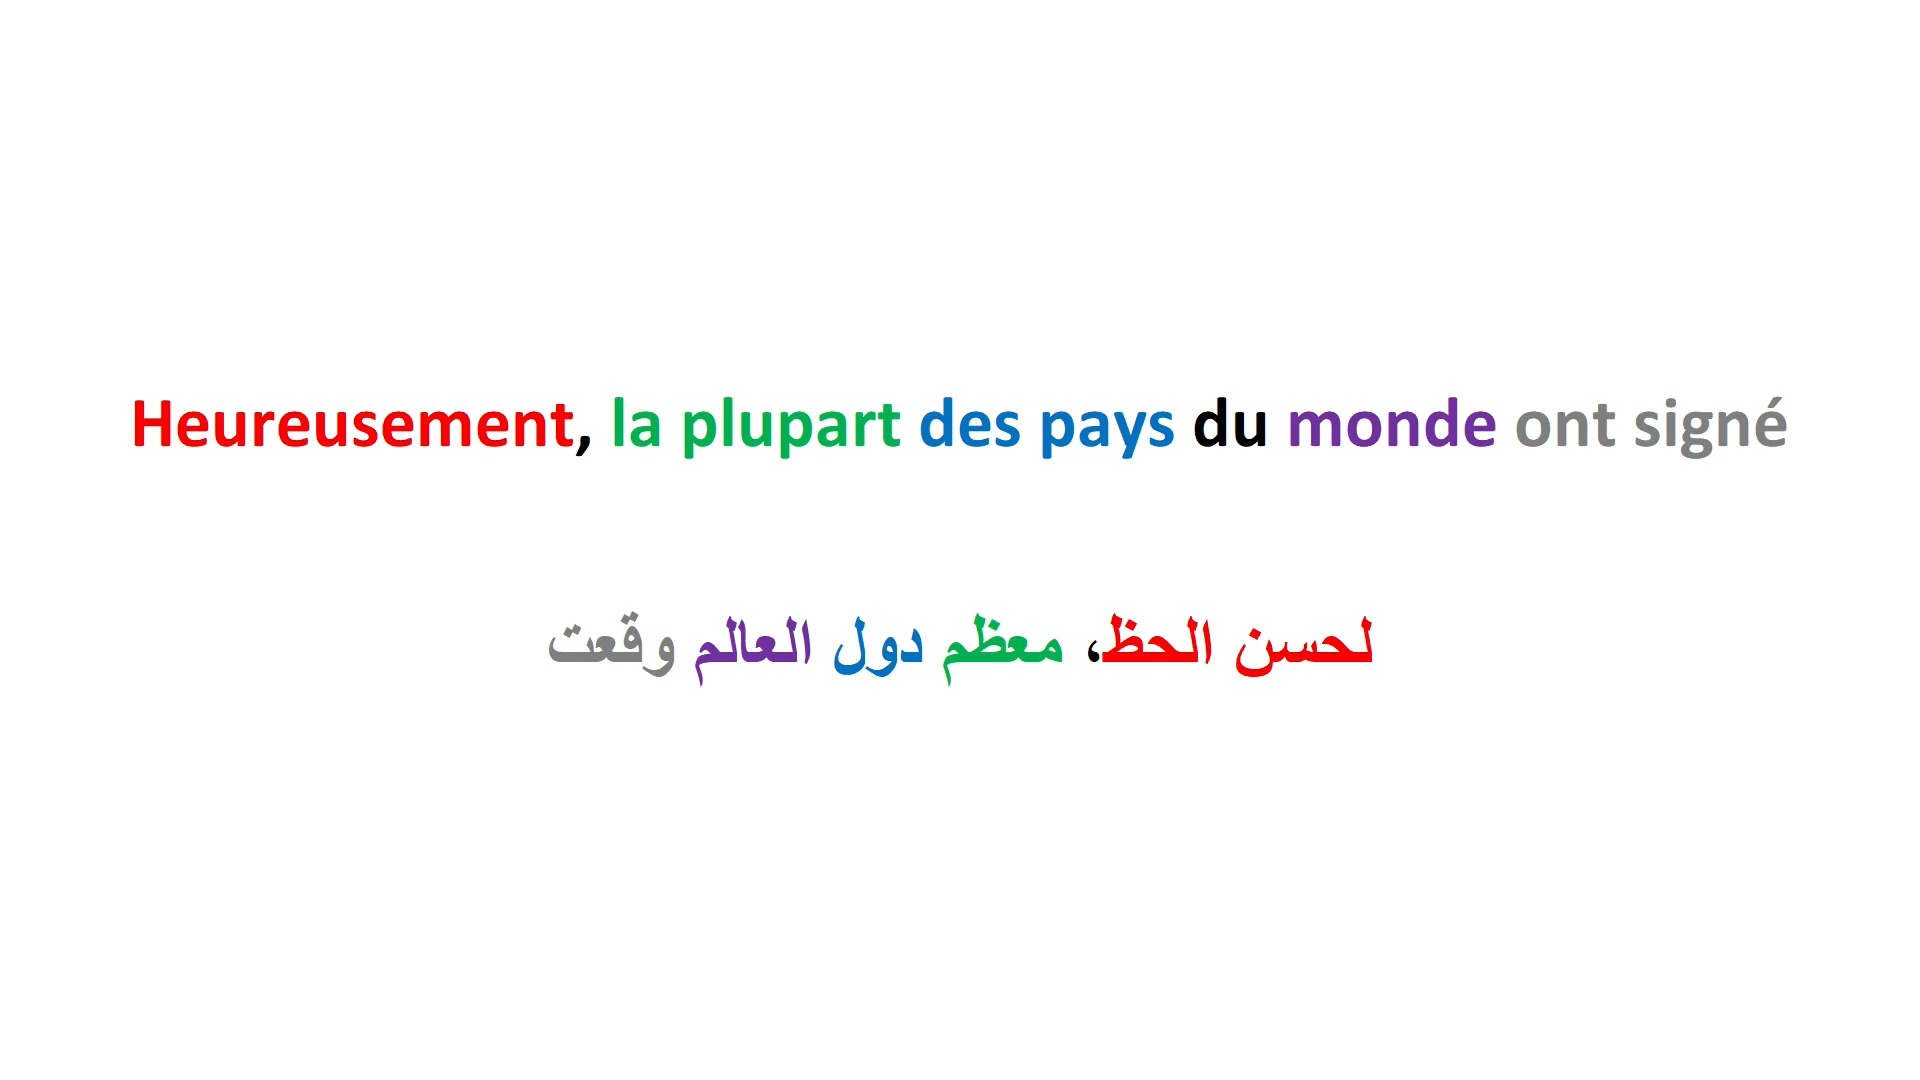 Heureusement, la plupart des pays du monde ont signé
لحسن الحظ، معظم دول العالم وقعت